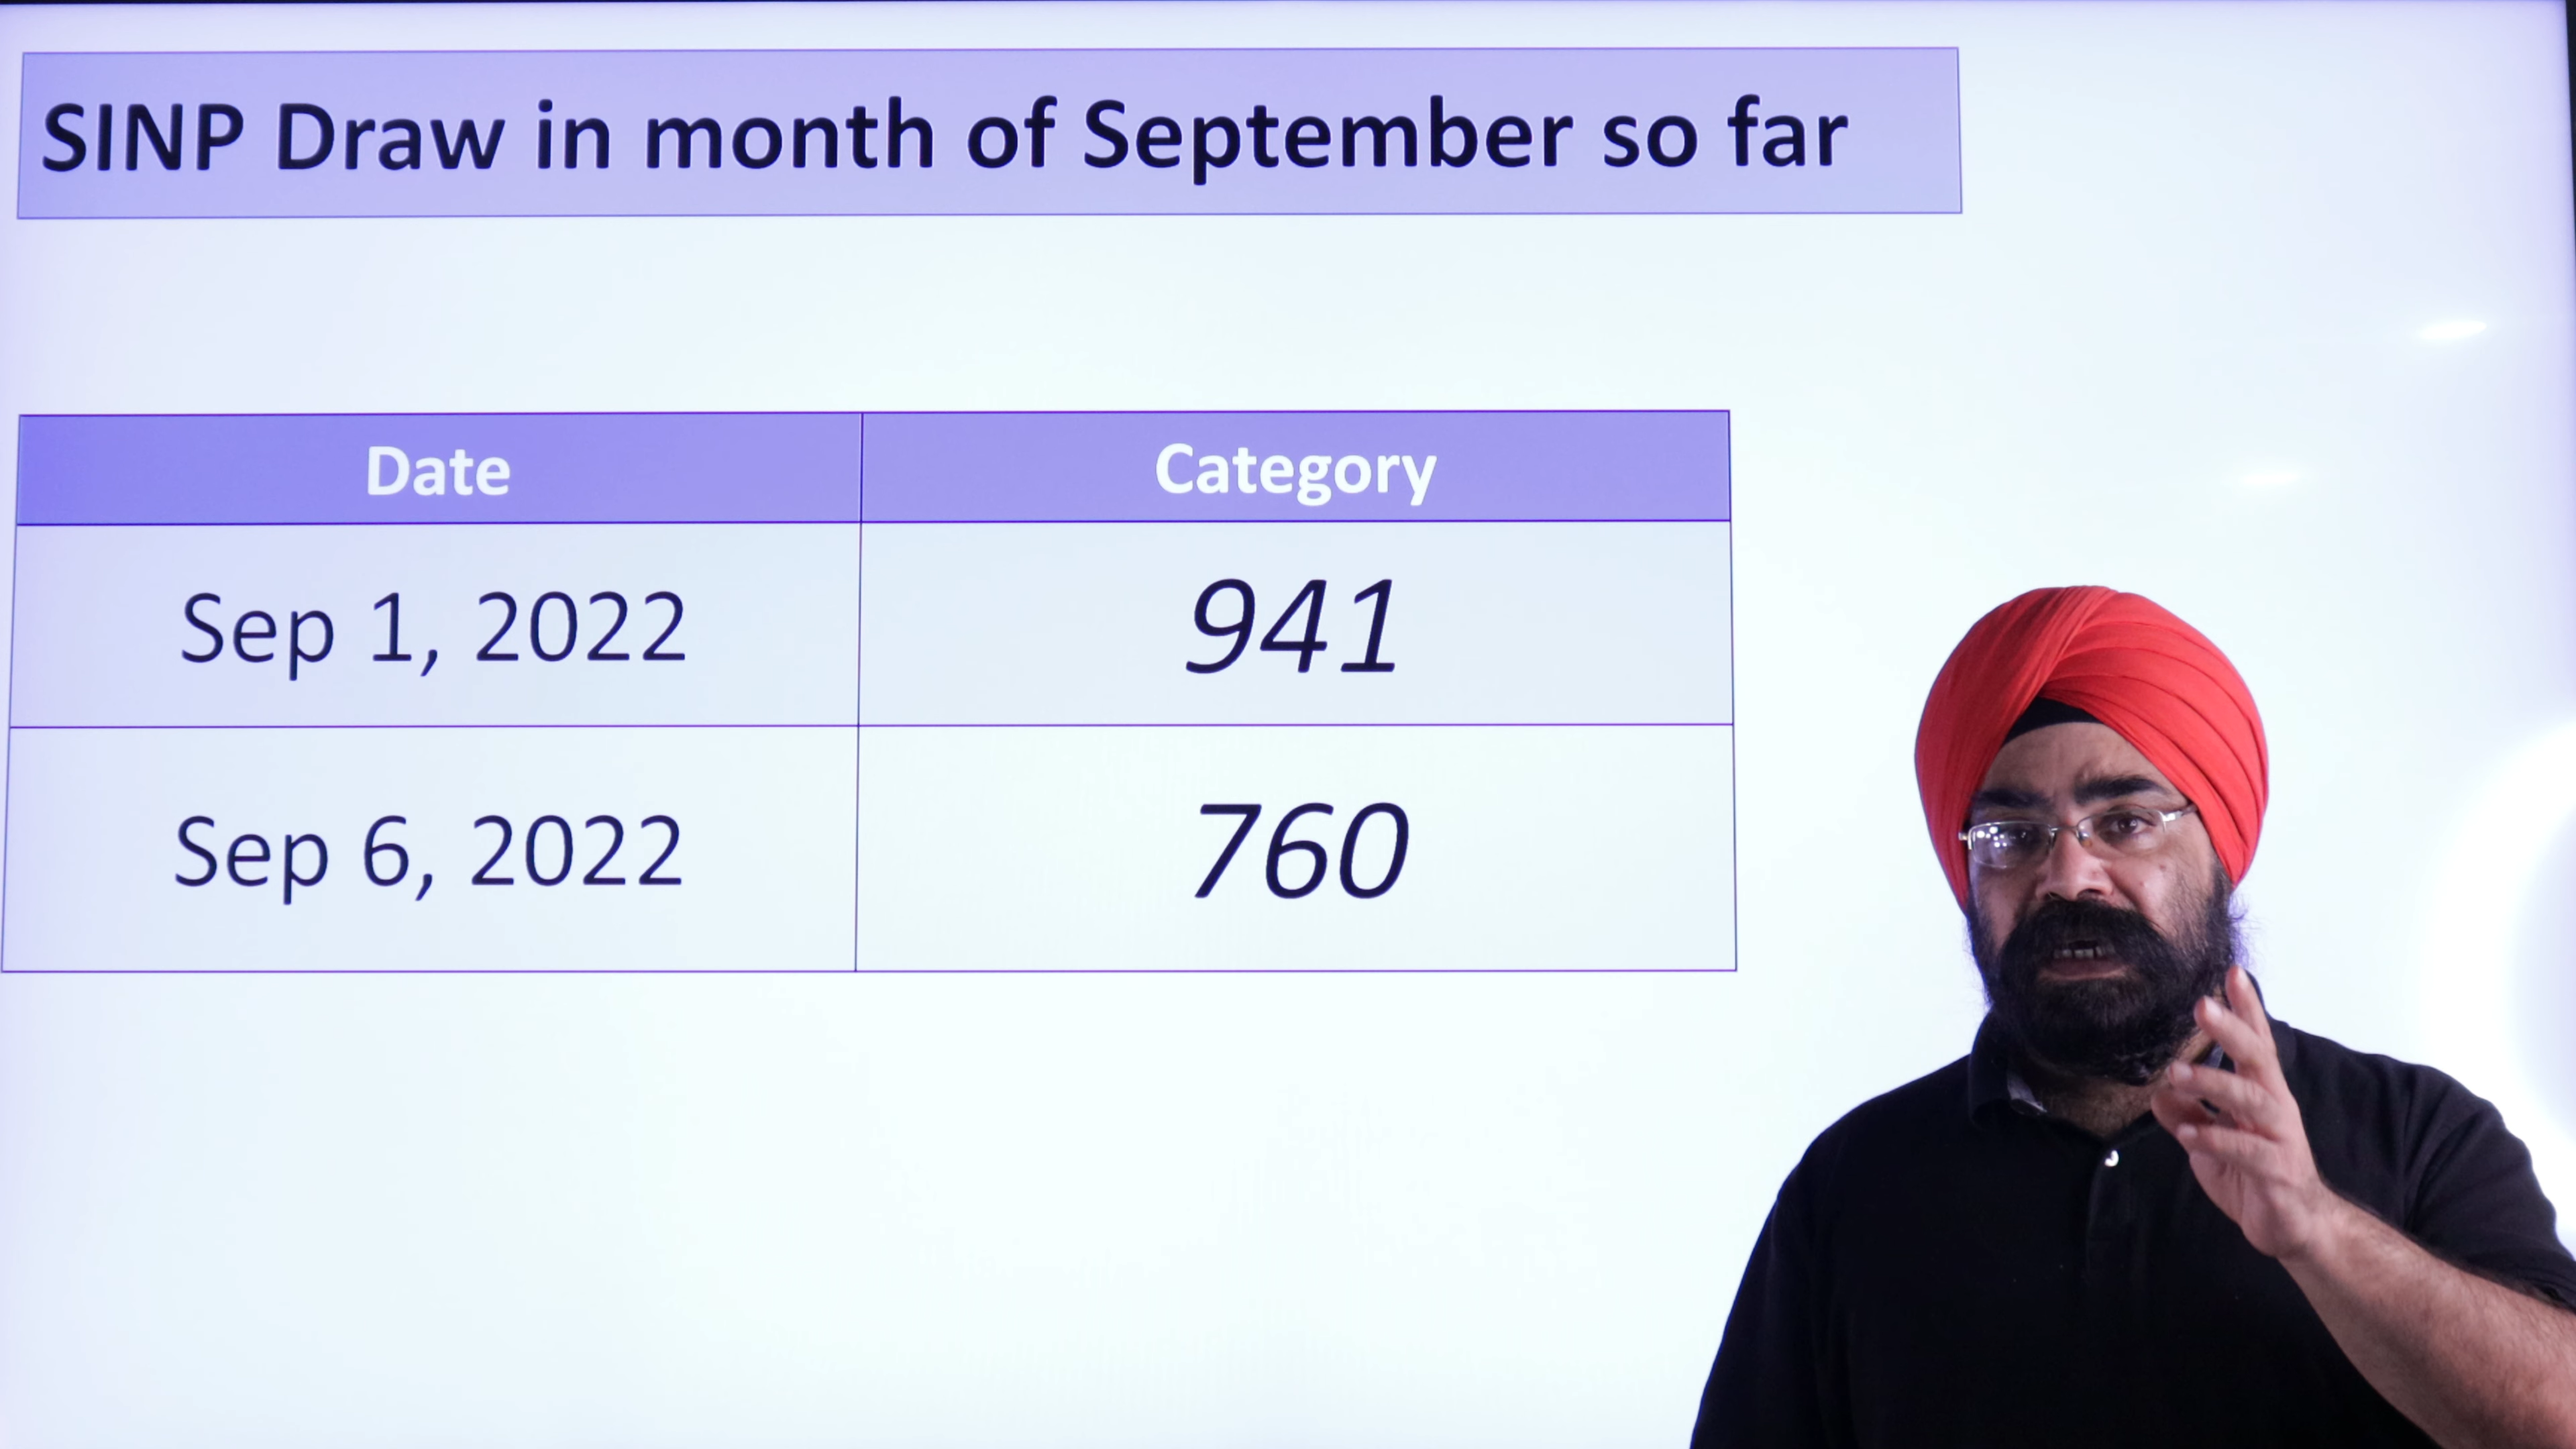 SINP Draw in month of September so far
Date Category
Sep 1, 2022 941
Sep 6, 2022 760